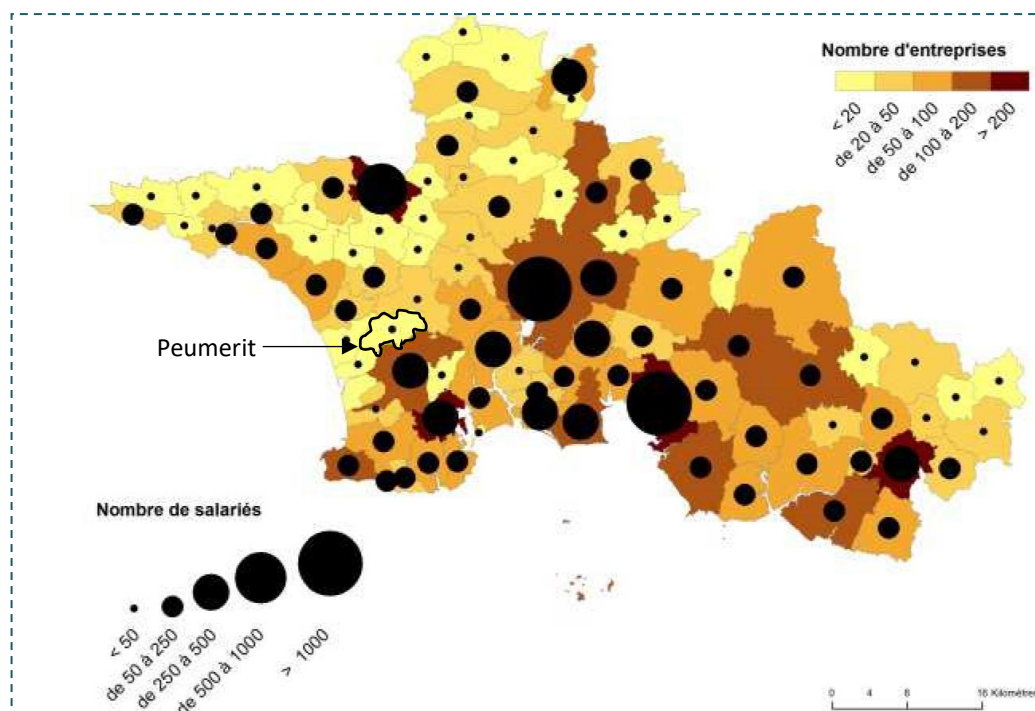 Nombre d'entreprises
< 20
de 20 à 50
de 50 à 100
de 100 à 200
> 200
Peumerit
Nombre de salariés
< 50
de 50 à 250
de 250 à 500
de 500 à 1000
> 1000
0 4 8 16 Kilomètres